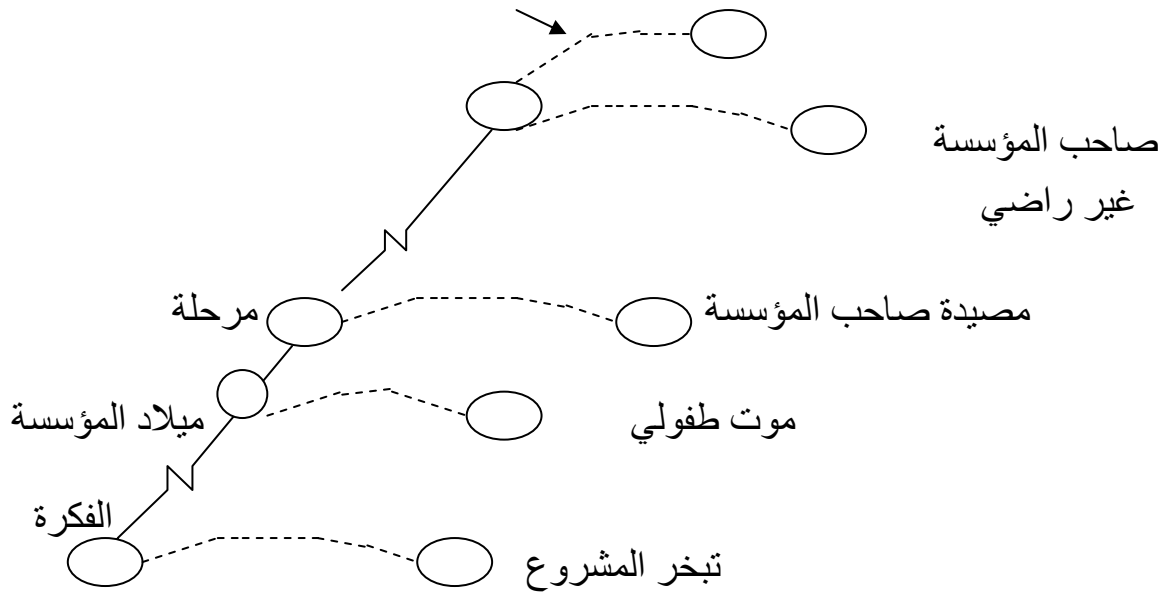 صاحب المؤسسة
غير راضي
مصيدة صاحب المؤسسة
مرحلة
موت طفولي
ميلاد المؤسسة
الفكرة
تبخر المشروع